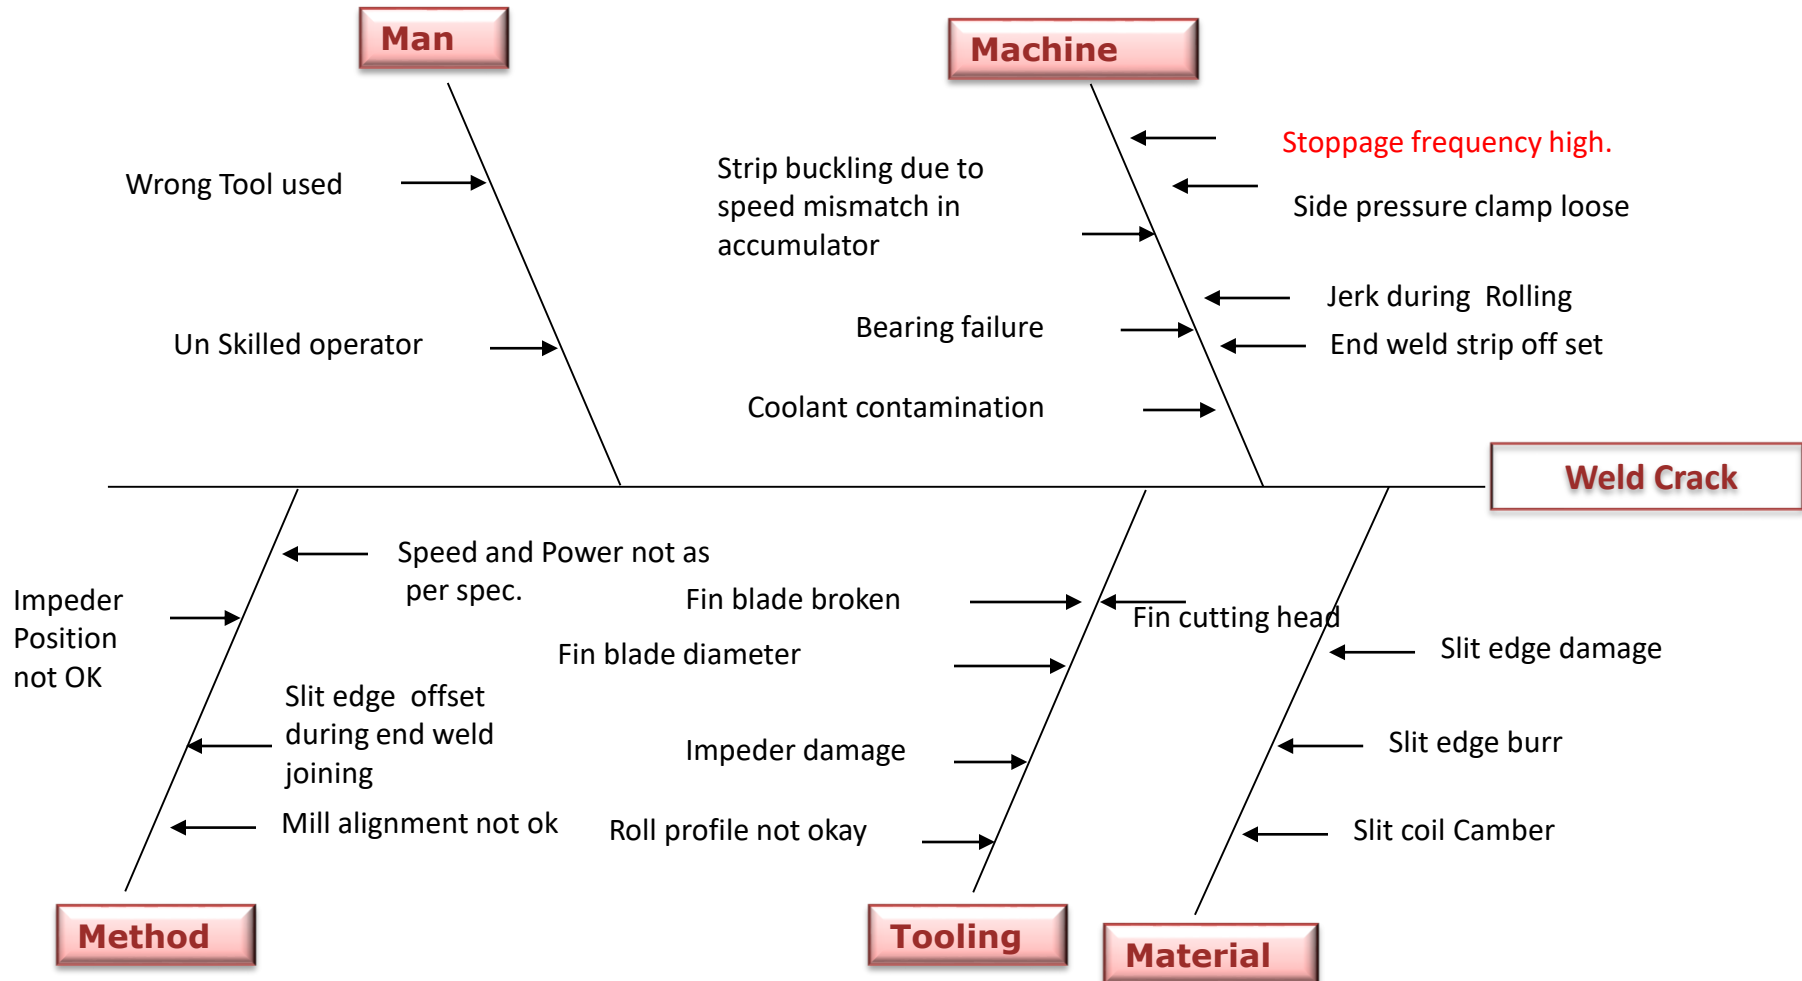 Man
Machine
Stoppage frequency high.
Strip buckling due to
speed mismatch in
accumulator
Wrong Tool used
Side pressure clamp loose
Jerk during  Rolling
Bearing failure
Un Skilled operator
End weld strip off set
Coolant contamination
Weld Crack
Speed and Power not as
per spec.
Impeder
Position
not OK
Fin blade broken
Fin cutting head
Fin blade diameter
Slit edge damage
Slit edge  offset
during end weld
joining
Impeder damage
Slit edge burr
Mill alignment not ok
Roll profile not okay
Slit coil Camber
Method
Tooling
Material